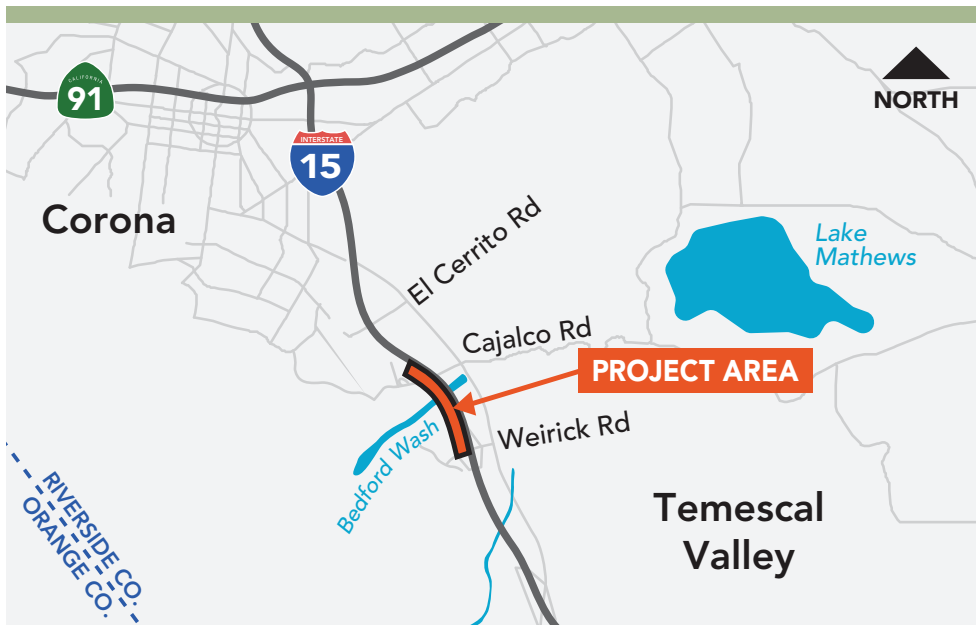 CALIFORNIA
91
INTERSTATE
15
NORTH
Corona
El Cerrito Rd
Lake
Mathews
Cajalco Rd
PROJECT AREA
Bedford Wash
Weirick Rd
RIVERSIDE CO.
ORANGE CO.
Temescal
Valley